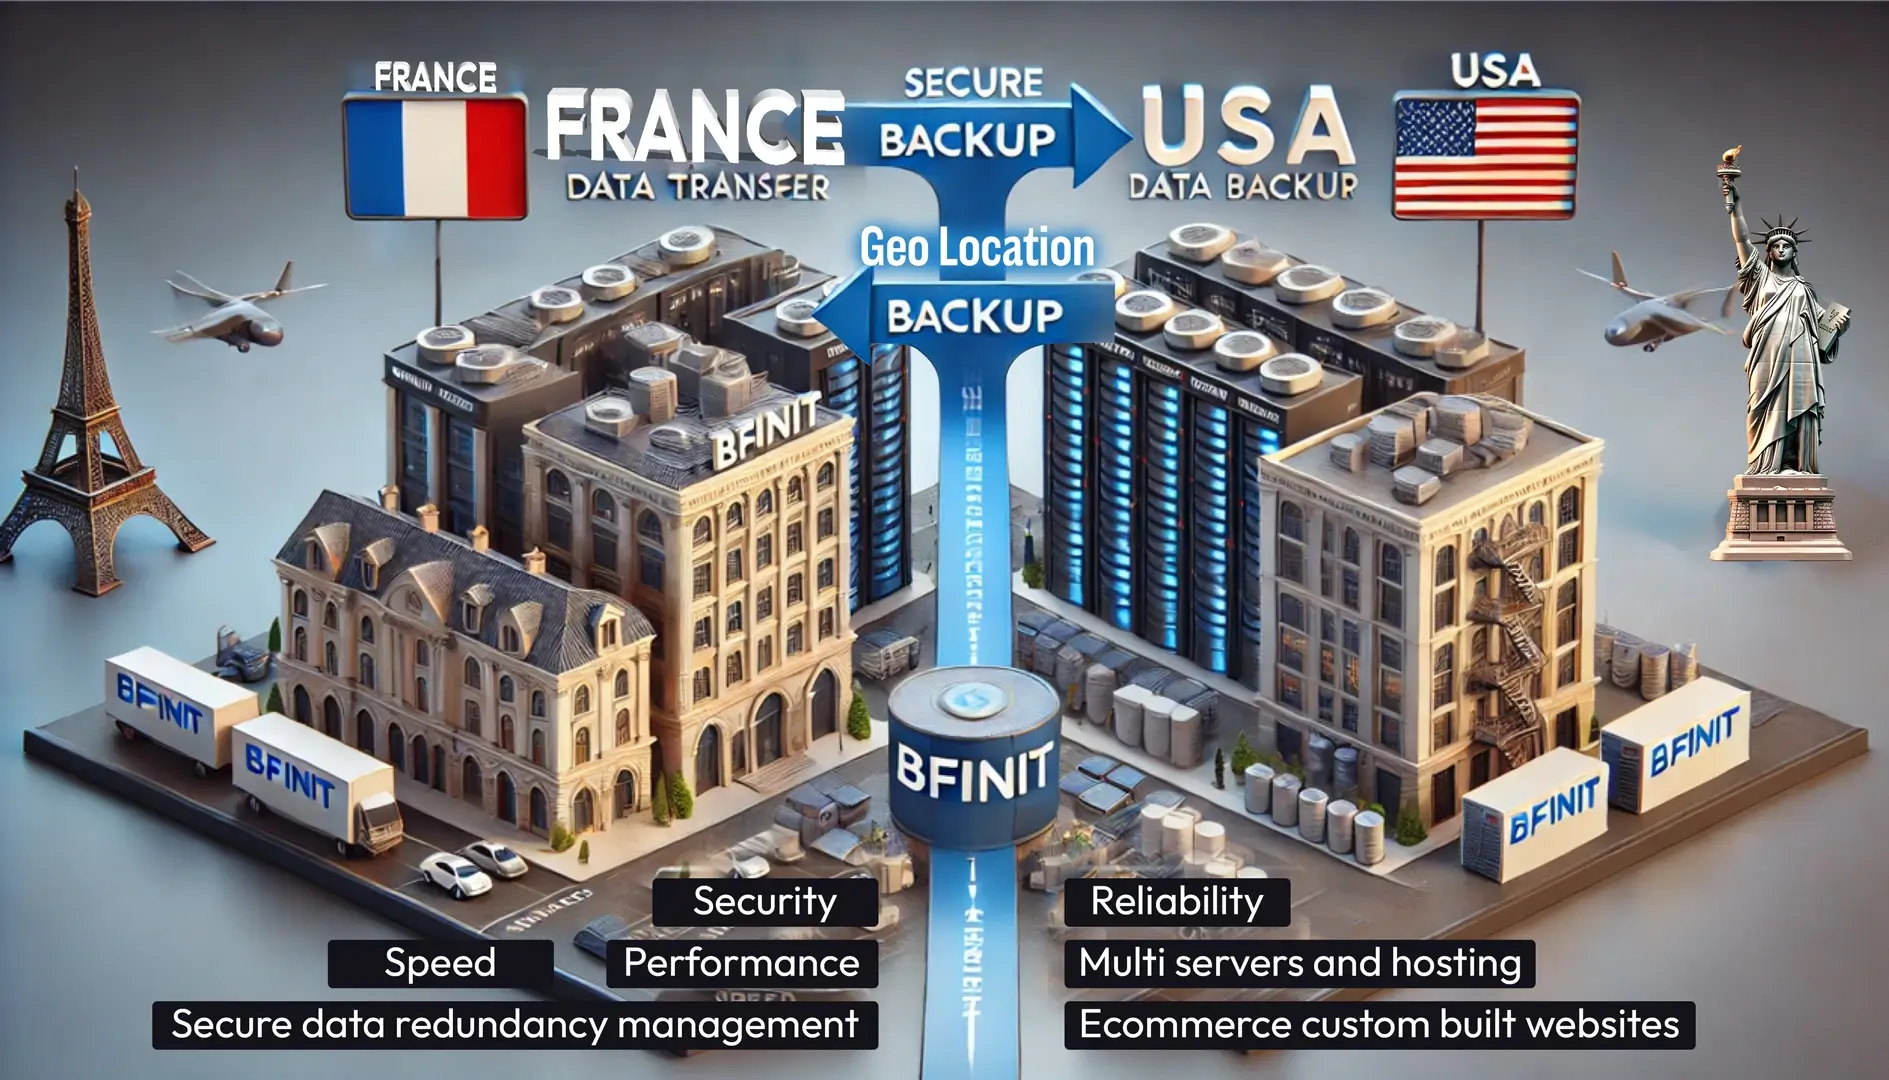 FRANCE
FRANCE
DATA TRANSFER
SECURE
BACKUP
USA
DATA BACKUP
USA
Geo Location
BACKUP
BFINIT
BFINIT
BFINIT
BFINIT
BFINIT
BFINIT
Security
Reliability
Speed
Performance
Multi servers and hosting
Secure data redundancy management
Ecommerce custom built websites